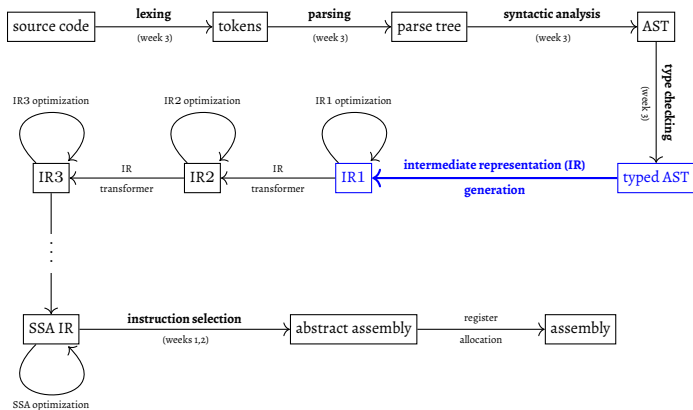 source code
lexing
(week 3)
tokens
parsing
(week 3)
parse tree
syntactic analysis
(week 3)
AST
type checking
(week 3)
IR3 optimization
IR2 optimization
IR1 optimization
IR3
IR
transformer
IR2
IR
transformer
IR1
intermediate representation (IR)
generation
typed AST
SSA IR
instruction selection
(weeks 1,2)
abstract assembly
register
allocation
assembly
SSA optimization